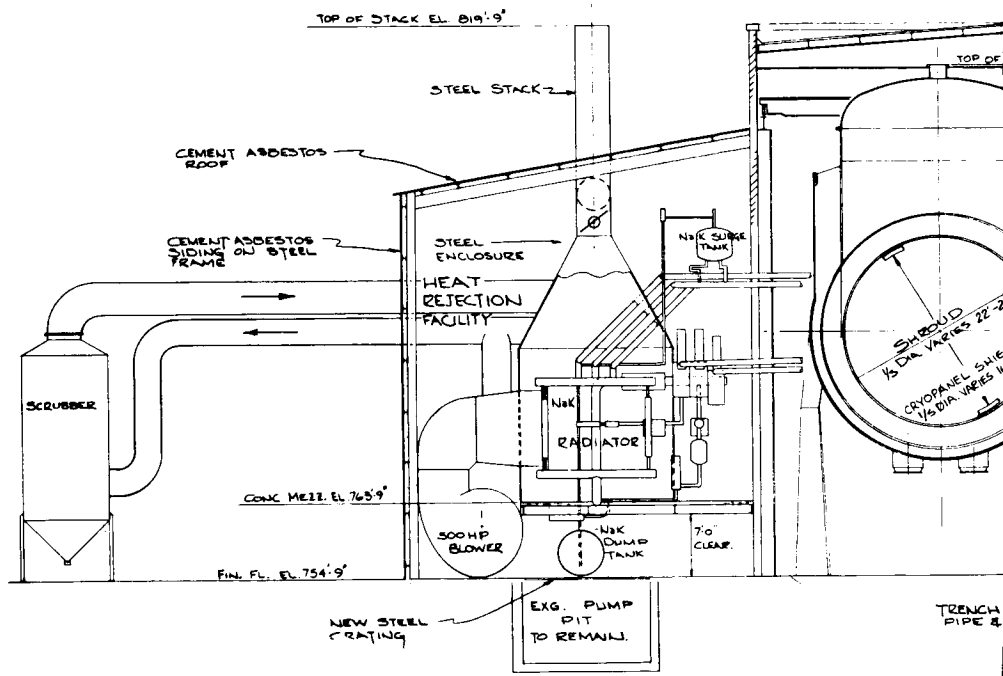 TOP OF STACK EL. 819'-9"
TOP OF
STEEL STACK
CEMENT ASBESTOS
ROOF
CEMENT ASBESTOS
SIDING ON STEEL
FRAME
STEEL
ENCLOSURE
NaK SURGE
TANK
HEAT
REJECTION
FACILITY
SHROUD
1/3 DIA. VARIES 22'-2
CRYOPANEL SHIE
1/3 DIA. VARIES 1
SCRUBBER
NaK
RADIATOR
CONC MEZZ. EL. 763'-9"
500 HP
BLOWER
NaK
DUMP
TANK
7'-0"
CLEAR.
FIN. FL. EL. 754'-9"
NEW STEEL
GRATING
EXG. PUMP
PIT
TO REMAIN.
TRENCH
PIPE &